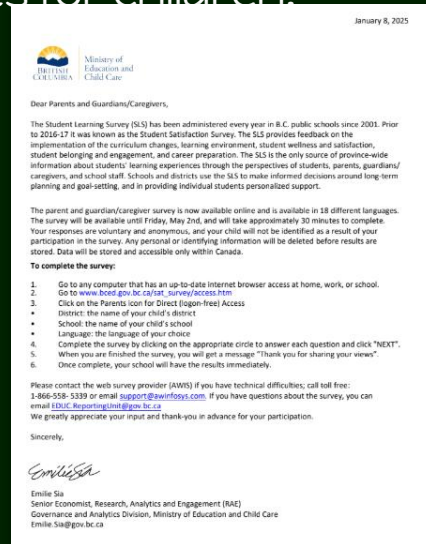 es for children.
January 8, 2025
BRITISH
COLUMBIA
Ministry of
Education and
Child Care
Dear Parents and Guardians/Caregivers,
The Student Learning Survey (SLS) has been administered every year in B.C. public schools since 2001. Prior
to 2016-17 it was known as the Student Satisfaction Survey. The SLS provides feedback on the
implementation of the curriculum changes, learning environment, student wellness and satisfaction,
student belonging and engagement, and career preparation. The SLS is the only source of province-wide
information about students' learning experiences through the perspectives of students, parents, guardians/
caregivers, and school staff. Schools and districts use the SLS to make informed decisions around long-term
planning and goal-setting, and in providing individual students personalized support.
The parent and guardian/caregiver survey is now available online and is available in 18 different languages.
The survey will be available until Friday, May 2nd, and will take approximately 30 minutes to complete.
Your responses are voluntary and anonymous, and your child will not be identified as a result of your
participation in the survey. Any personal or identifying information will be deleted before results are
stored. Data will be stored and accessible only within Canada.
To complete the survey:
1. Go to any computer that has an up-to-date internet browser access at home, work, or school.
2. Go to www.bced.gov.bc.ca/sat_survey/access.htm
3. Click on the Parents icon for Direct (logon-free) Access
• District: the name of your child's district
• School: the name of your child's school
• Language: the language of your choice
4. Complete the survey by clicking on the appropriate circle to answer each question and click "NEXT".
5. When you are finished the survey, you will get a message "Thank you for sharing your views".
6. Once complete, your school will have the results immediately.
Please contact the web survey provider (AWIS) if you have technical difficulties; call toll free:
1-866-558- 5339 or email support@awinfosys.com. If you have questions about the survey, you can
email EDUC.ReportingUnit@gov.bc.ca
We greatly appreciate your input and thank-you in advance for your participation.
Sincerely,
Emilie Sia
Emilie Sia
Senior Economist, Research, Analytics and Engagement (RAE)
Governance and Analytics Division, Ministry of Education and Child Care
Emilie.Sia@gov.bc.ca